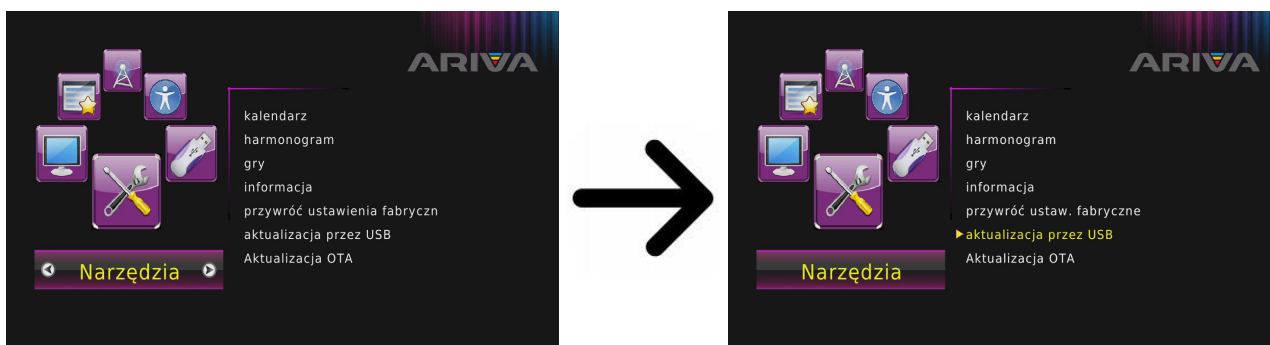 ARIVA
kalendarz
harmonogram
gry
informacja
przywróć ustawienia fabryczn
aktualizacja przez USB
Aktualizacja OTA
Narzędzia
ARIVA
kalendarz
harmonogram
gry
informacja
przywróć ustaw. fabryczne
aktualizacja przez USB
Aktualizacja OTA
Narzędzia